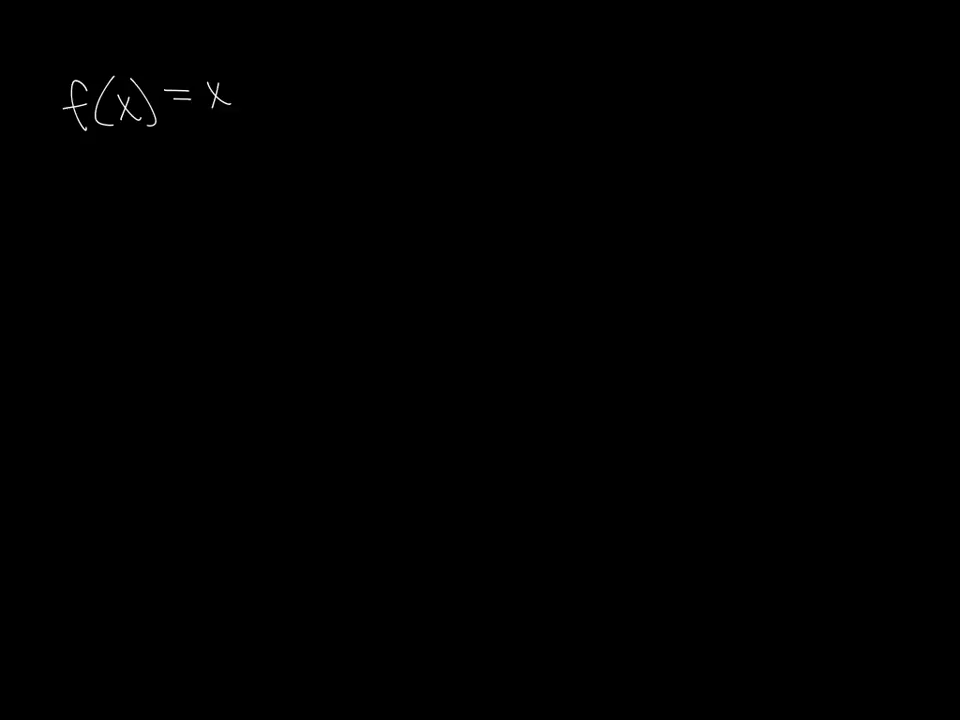 f(x) = x